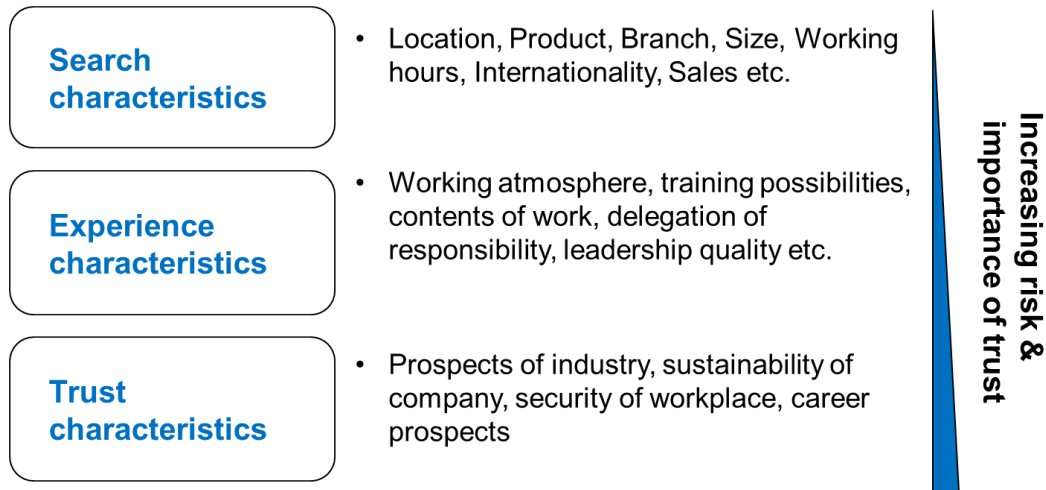 Search
characteristics
• Location, Product, Branch, Size, Working
hours, Internationality, Sales etc.
Experience
characteristics
• Working atmosphere, training possibilities,
contents of work, delegation of
responsibility, leadership quality etc.
Trust
characteristics
• Prospects of industry, sustainability of
company, security of workplace, career
prospects
Increasing risk &
importance of trust